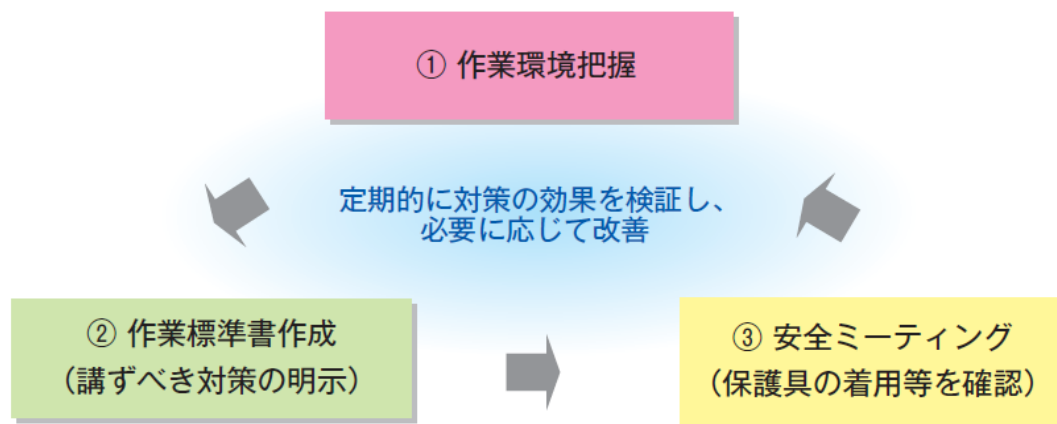 ① 作業環境把握
定期的に対策の効果を検証し、
必要に応じて改善
② 作業標準書作成
（講ずべき対策の明示）
③ 安全ミーティング
（保護具の着用等を確認）